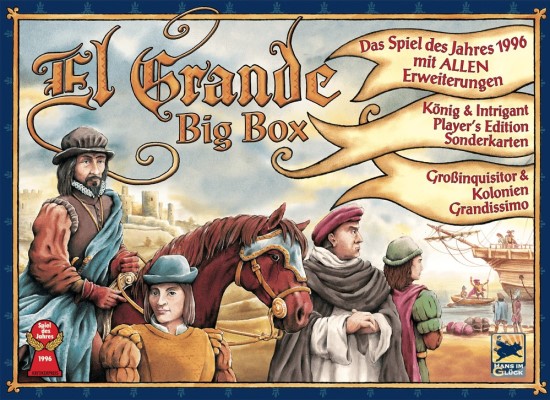 El Grande
Big Box
Das Spiel des Jahres 1996
mit ALLEN
Erweiterungen
König & Intrigant
Player's Edition
Sonderkarten
Großinquisitor &
Kolonien
Grandissimo
Spiel
des
Jahres
1996
HANS IM
GLÜCK